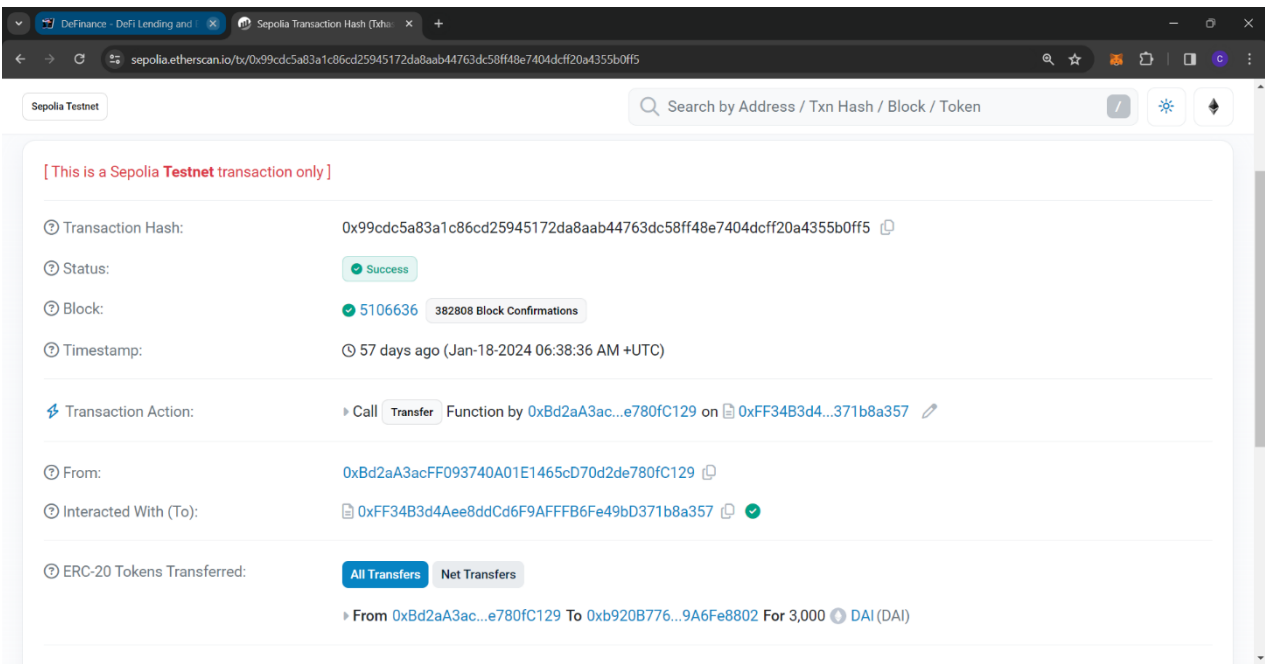 DeFinance - DeFi Lending and
Sepolia Transaction Hash (Txha
sepolia.etherscan.io/tx/0x99cdc5a83a1c86cd25945172da8aab44763dc58ff48e7404dcff20a4355b0ff5
C
Sepolia Testnet
Search by Address / Txn Hash / Block / Token
/
[ This is a Sepolia Testnet transaction only ]
Transaction Hash: 0x99cdc5a83a1c86cd25945172da8aab44763dc58ff48e7404dcff20a4355b0ff5
Status: Success
Block: 5106636 382808 Block Confirmations
Timestamp: 57 days ago (Jan-18-2024 06:38:36 AM +UTC)
Transaction Action: Call Transfer Function by 0xBd2aA3ac...e780fC129 on 0xFF34B3d4...371b8a357
From: 0xBd2aA3acFF093740A01E1465cD70d2de780fC129
Interacted With (To): 0xFF34B3d4Aee8ddCd6F9AFFFB6Fe49bD371b8a357
ERC-20 Tokens Transferred: All Transfers Net Transfers
From 0xBd2aA3ac...e780fC129 To 0xb920B776...9A6Fe8802 For 3,000 DAI (DAI)